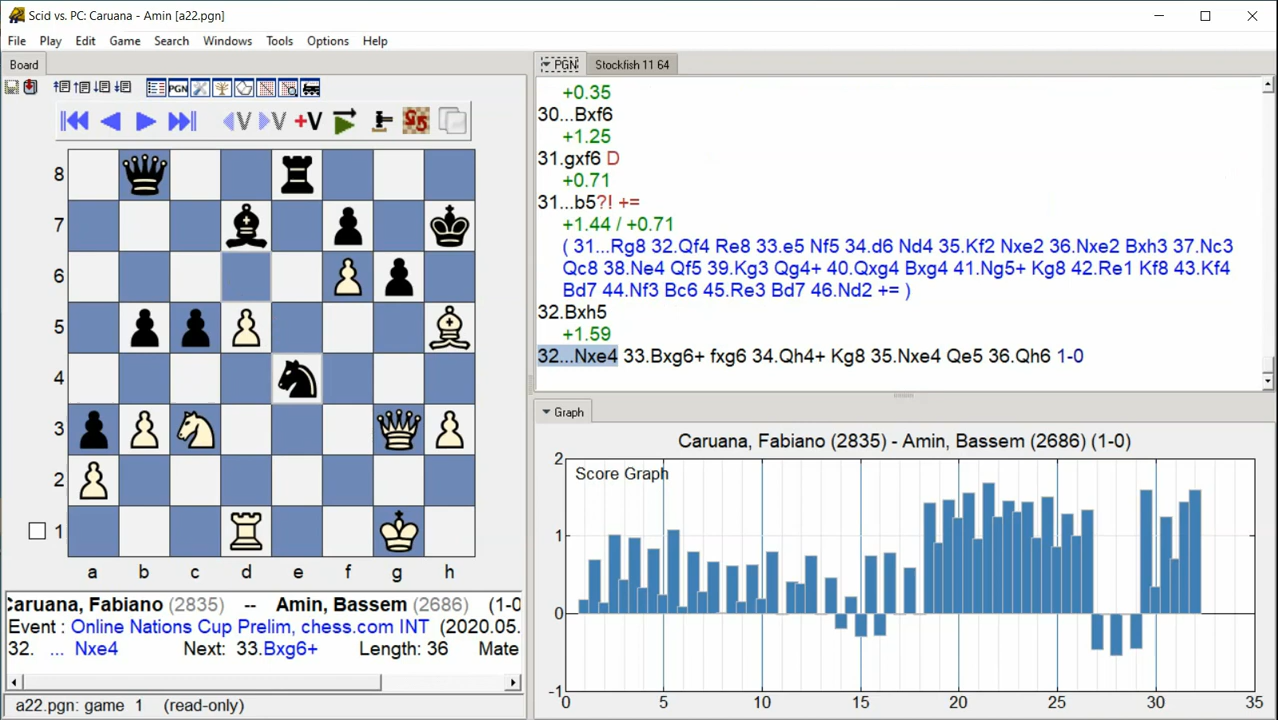 Scid vs. PC: Caruana - Amin [a22.pgn]
File Play Edit Game Search Windows Tools Options Help
Board
PGN
V V +V
8
7
6
5
4
3
2
1
a b c d e f g h
Caruana, Fabiano (2835) -- Amin, Bassem (2686) (1-0
Event : Online Nations Cup Prelim, chess.com INT (2020.05.
32. ... Nxe4 Next: 33.Bxg6+ Length: 36 Mate
a22.pgn: game 1 (read-only)
PGN Stockfish 11 64
+0.35
30...Bxf6
+1.25
31.gxf6 D
+0.71
31...b5?! +=
+1.44 / +0.71
( 31...Rg8 32.Qf4 Re8 33.e5 Nf5 34.d6 Nd4 35.Kf2 Nxe2 36.Nxe2 Bxh3 37.Nc3
Qc8 38.Ne4 Qf5 39.Kg3 Qg4+ 40.Qxg4 Bxg4 41.Ng5+ Kg8 42.Re1 Kf8 43.Kf4
Bd7 44.Nf3 Bc6 45.Re3 Bd7 46.Nd2 += )
32.Bxh5
+1.59
32...Nxe4 33.Bxg6+ fxg6 34.Qh4+ Kg8 35.Nxe4 Qe5 36.Qh6 1-0
Graph
Caruana, Fabiano (2835) - Amin, Bassem (2686) (1-0)
Score Graph
2
1
0
-1
0 5 10 15 20 25 30 35